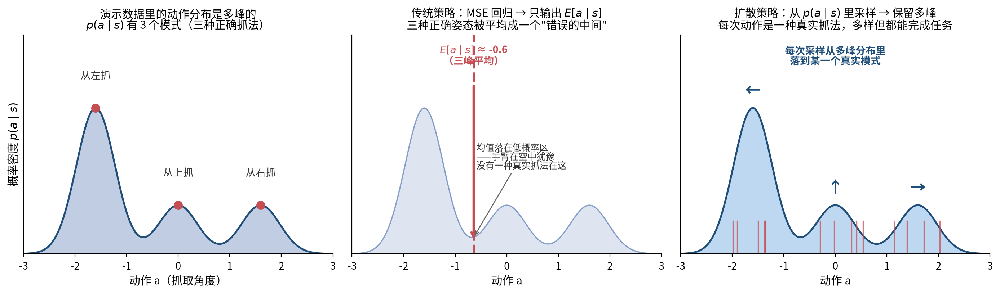 演示数据里的动作分布是多峰的
p(a | s) 有 3 个模式（三种正确抓法）
从左抓
从上抓
从右抓
概率密度 p(a | s)
-3 -2 -1 0 1 2 3
动作 a（抓取角度）
传统策略：MSE 回归 → 只输出 E[a | s]
三种正确姿态被平均成一个"错误的中间"
E[a | s] ≈ -0.6
（三峰平均）
均值落在低概率区
——手臂在空中犹豫
没有一种真实抓法在这
-3 -2 -1 0 1 2 3
动作 a
扩散策略：从 p(a | s) 里采样 → 保留多峰
每次动作是一种真实抓法，多样但都能完成任务
每次采样从多峰分布里
落到某一个真实模式
←
↑
→
-3 -2 -1 0 1 2 3
动作 a